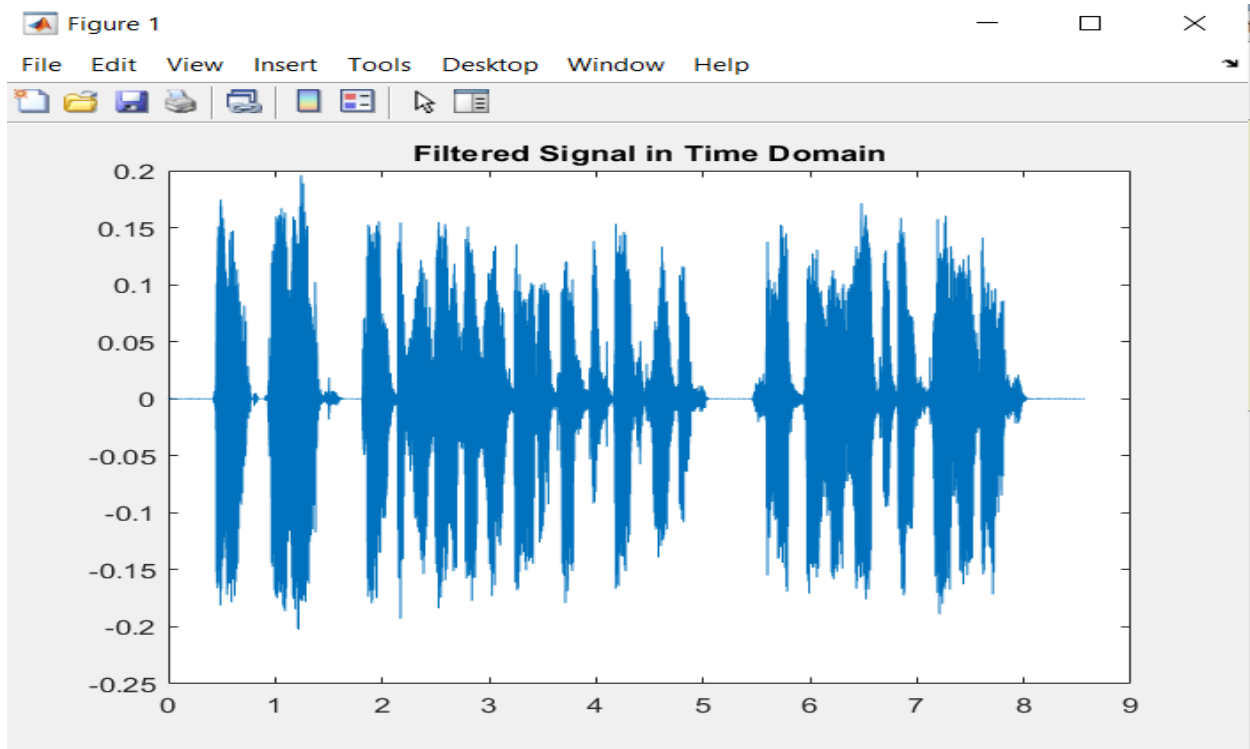 Figure 1
File Edit View Insert Tools Desktop Window Help
Filtered Signal in Time Domain
0.2
0.15
0.1
0.05
0
-0.05
-0.1
-0.15
-0.2
-0.25
0 1 2 3 4 5 6 7 8 9